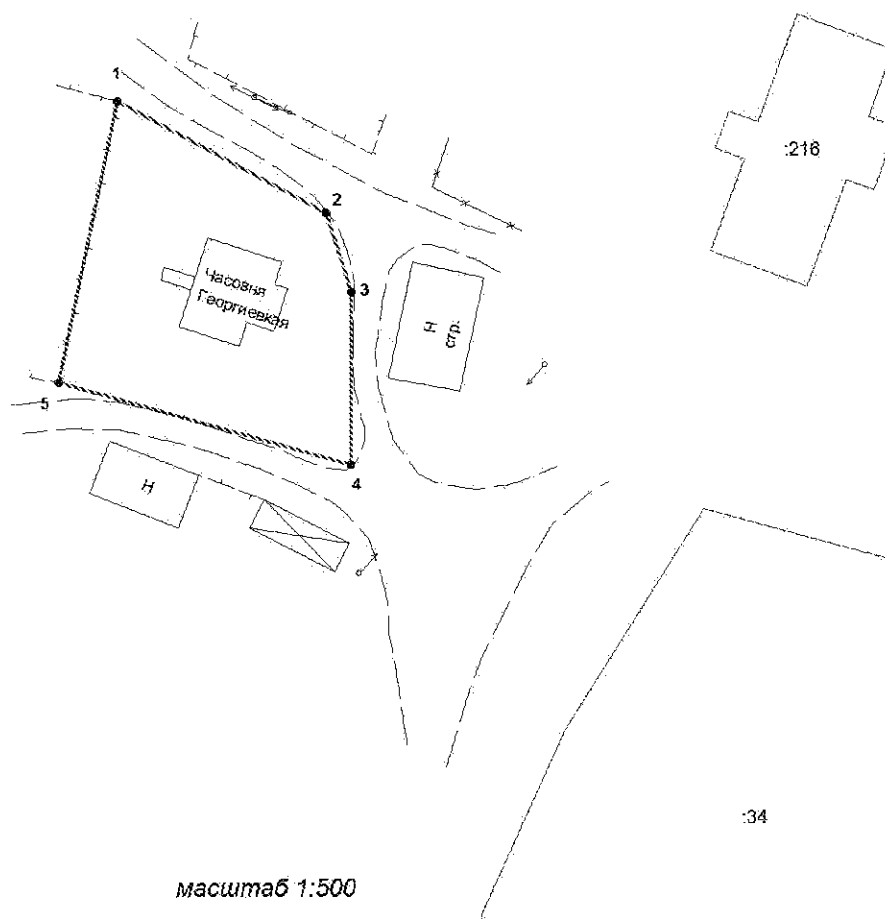 1
2
:216
Часовня
Георгиевкая
3
Н
стр.
5
4
Н
:34
масштаб 1:500